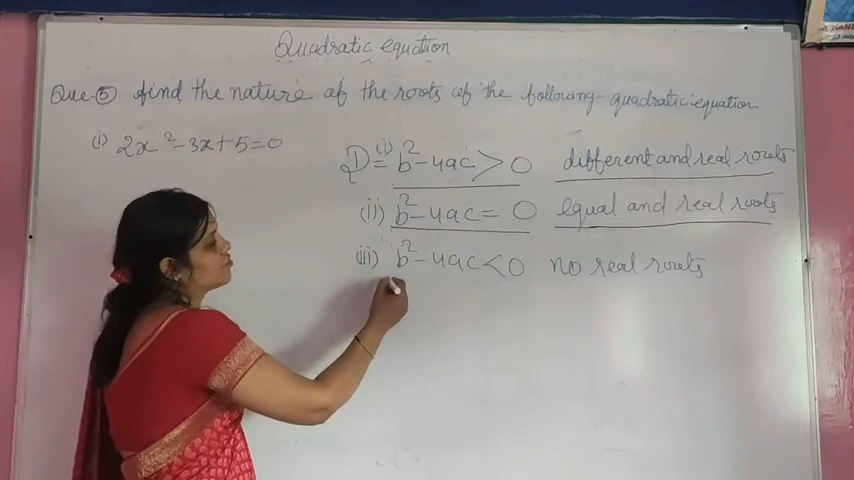 Quadratic equation
Que-⑤ find the nature of the roots of the following quadratic equation
(i) 2x² - 3x + 5 = 0
D = (i) b² - 4ac > 0 different and real roots
(ii) b² - 4ac = 0 equal and real roots
(iii) b² - 4ac < 0 no real roots